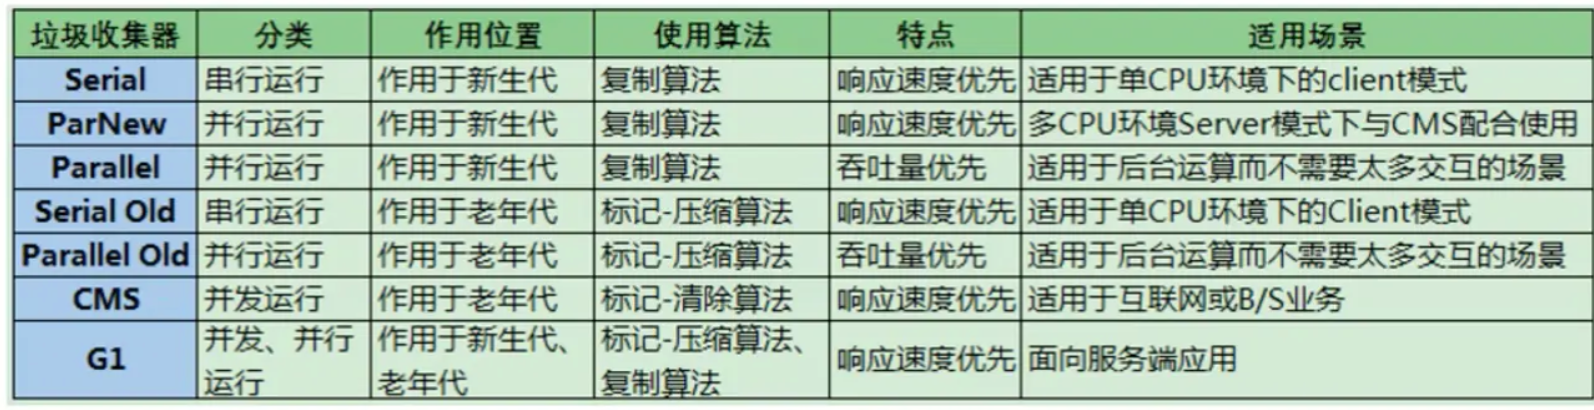 垃圾收集器 分类 作用位置 使用算法 特点 适用场景
Serial 串行运行 作用于新生代 复制算法 响应速度优先 适用于单CPU环境下的client模式
ParNew 并行运行 作用于新生代 复制算法 响应速度优先 多CPU环境Server模式下与CMS配合使用
Parallel 并行运行 作用于新生代 复制算法 吞吐量优先 适用于后台运算而不需要太多交互的场景
Serial Old 串行运行 作用于老年代 标记-压缩算法 响应速度优先 适用于单CPU环境下的Client模式
Parallel Old 并行运行 作用于老年代 标记-压缩算法 吞吐量优先 适用于后台运算而不需要太多交互的场景
CMS 并发运行 作用于老年代 标记-清除算法 响应速度优先 适用于互联网或B/S业务
G1 并发、并行 作用于新生代、 标记-压缩算法、 响应速度优先 面向服务端应用
运行 老年代 复制算法